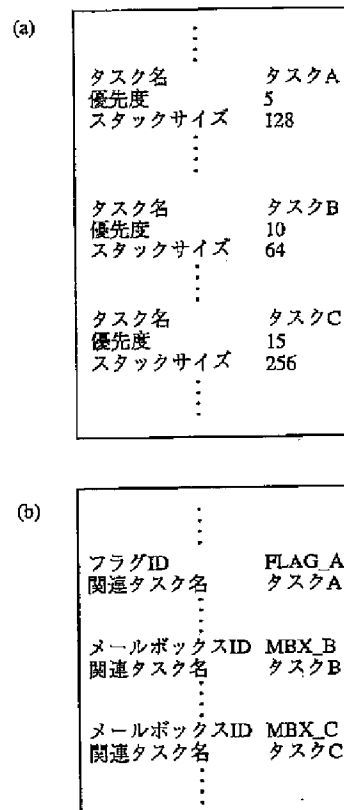 (a)
タスク名 タスクA
優先度 5
スタックサイズ 128
タスク名 タスクB
優先度 10
スタックサイズ 64
タスク名 タスクC
優先度 15
スタックサイズ 256
(b)
フラグID FLAG_A
関連タスク名 タスクA
メールボックスID MBX_B
関連タスク名 タスクB
メールボックスID MBX_C
関連タスク名 タスクC